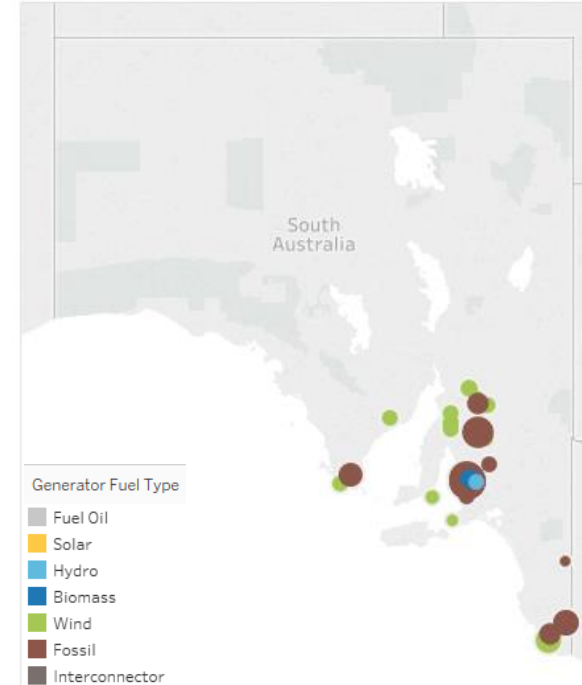 South
Australia
Generator Fuel Type
Fuel Oil
Solar
Hydro
Biomass
Wind
Fossil
Interconnector